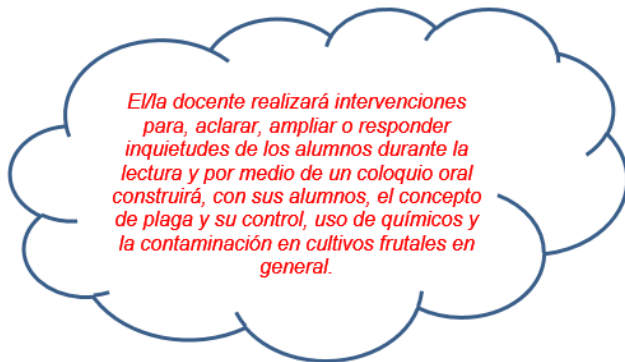 El/la docente realizará intervenciones
para, aclarar, ampliar o responder
inquietudes de los alumnos durante la
lectura y por medio de un coloquio oral
construirá, con sus alumnos, el concepto
de plaga y su control, uso de químicos y
la contaminación en cultivos frutales en
general.